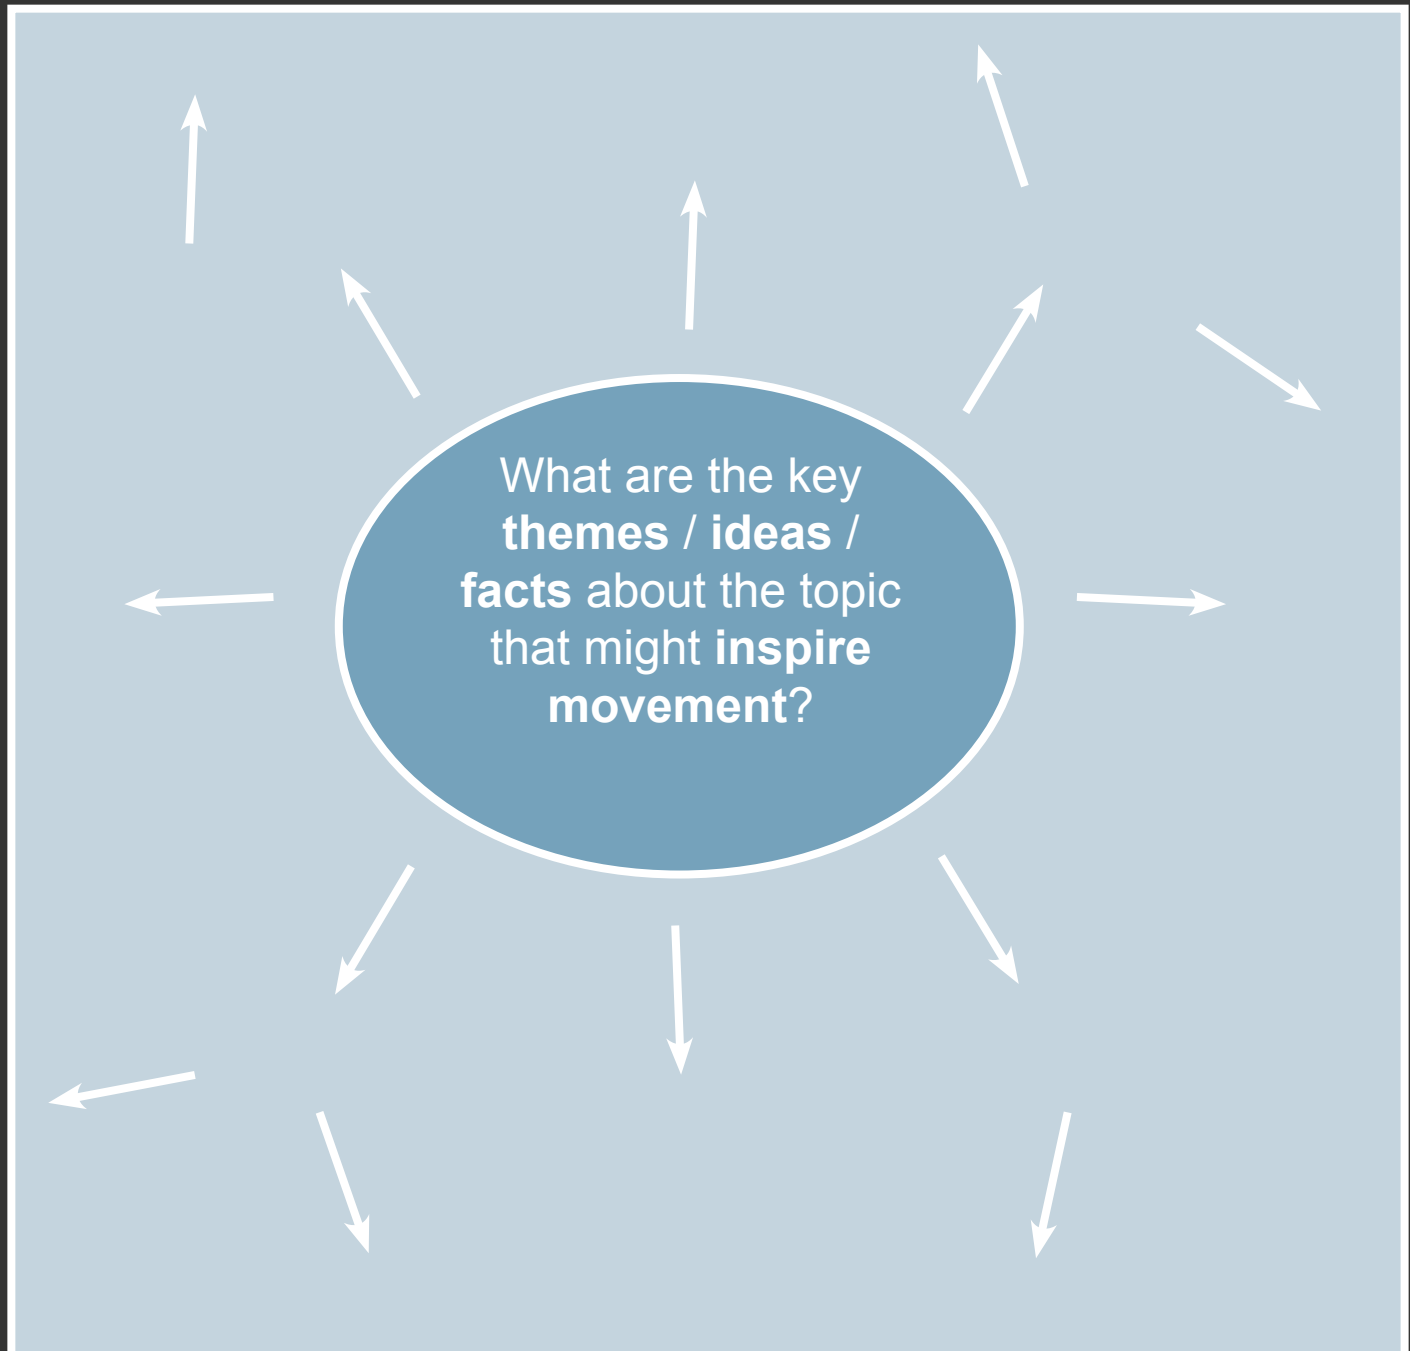 What are the key
themes / ideas /
facts about the topic
that might inspire
movement?